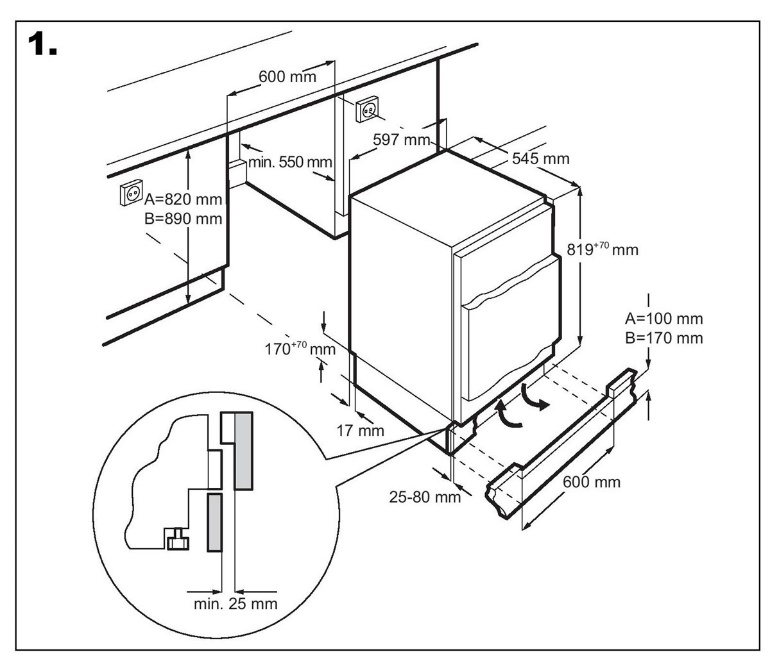 1.
600 mm
597 mm
545 mm
min. 550 mm
A=820 mm
B=890 mm
819+70 mm
A=100 mm
B=170 mm
170+70 mm
17 mm
25-80 mm
600 mm
min. 25 mm